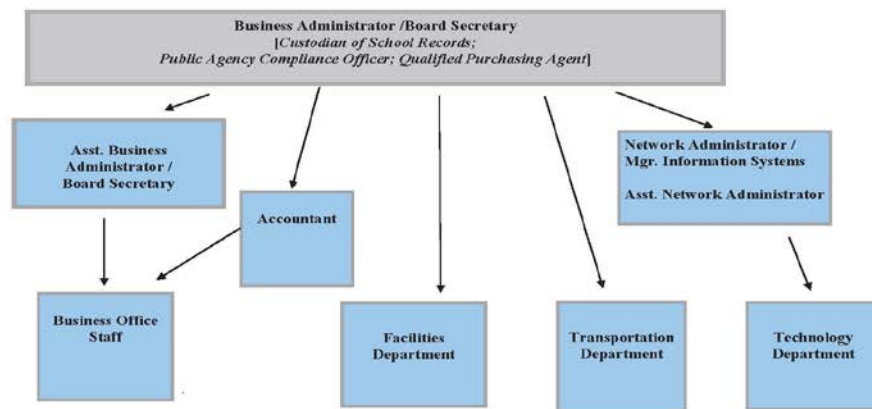 Business Administrator /Board Secretary
[Custodian of School Records;
Public Agency Compliance Officer; Qualified Purchasing Agent]
Asst. Business
Administrator /
Board Secretary
Network Administrator /
Mgr. Information Systems
Asst. Network Administrator
Accountant
Business Office
Staff
Facilities
Department
Transportation
Department
Technology
Department